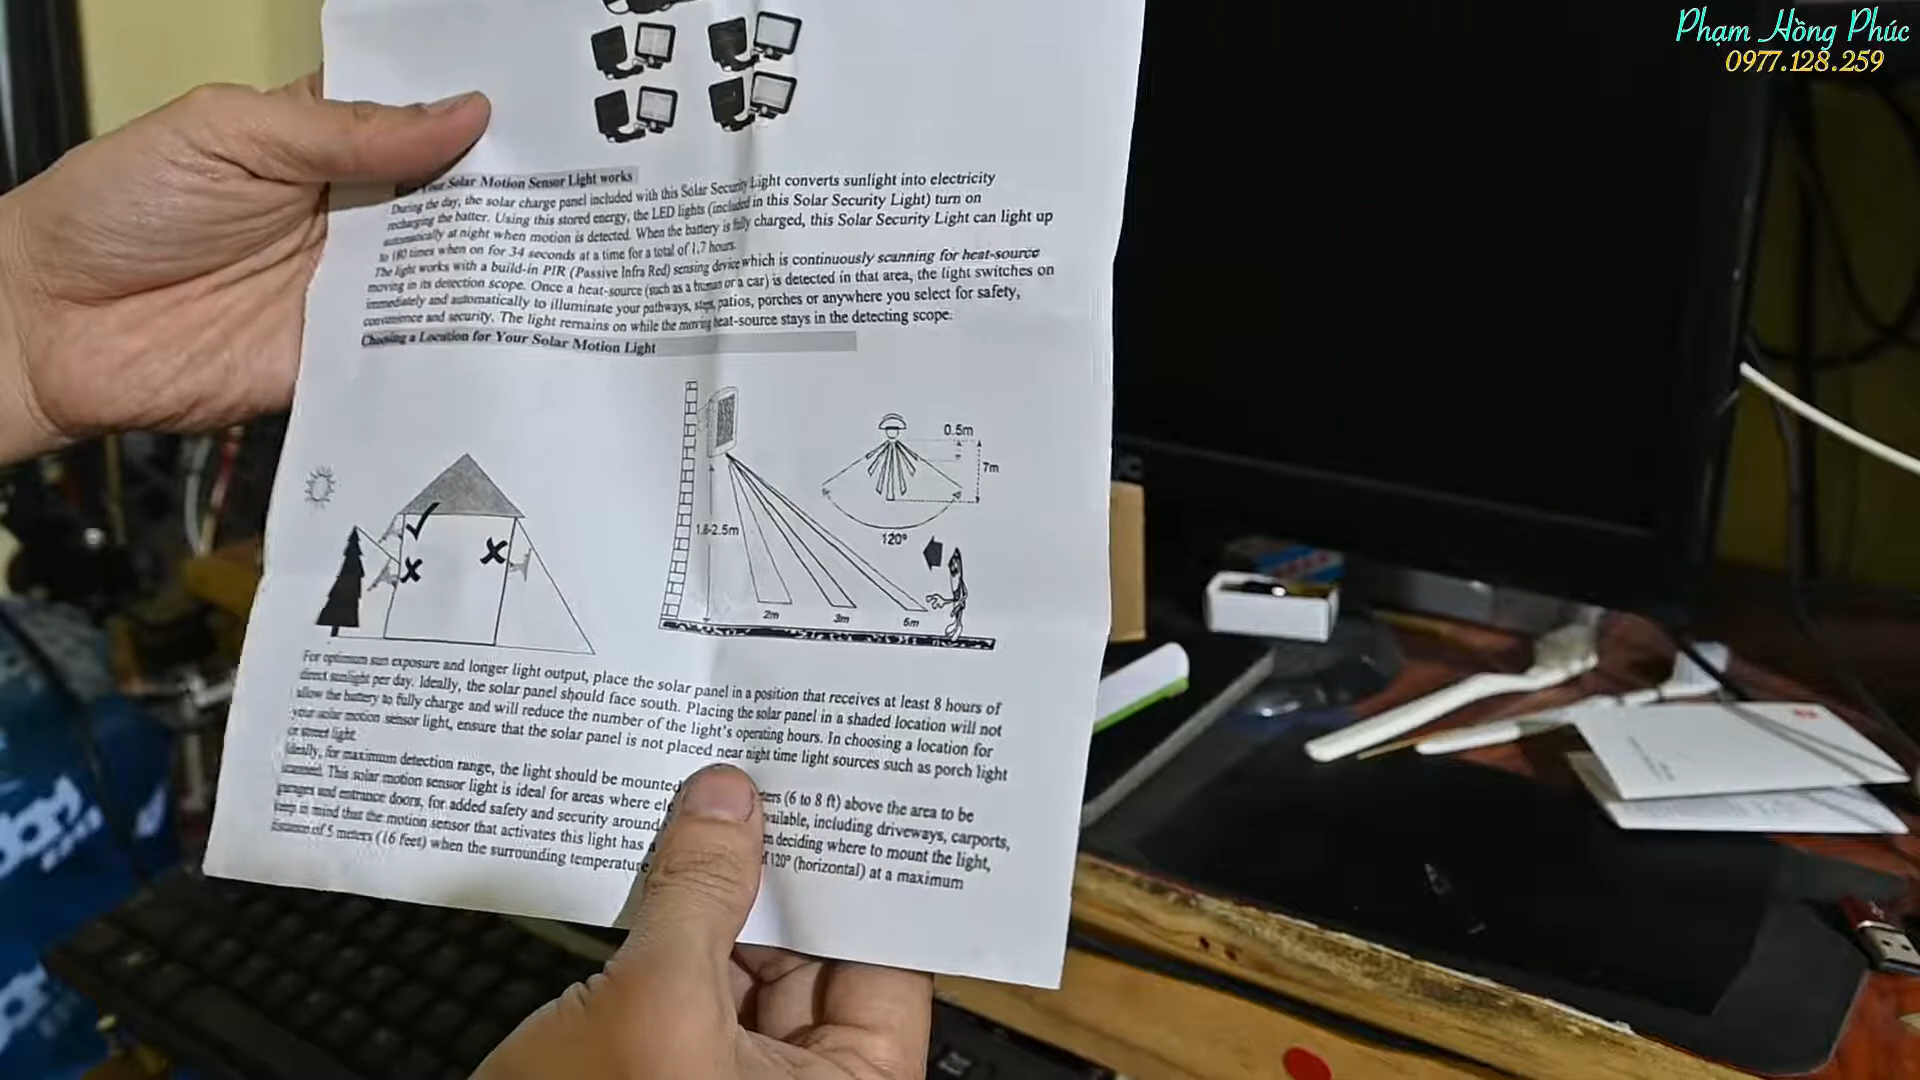 Phạm Hồng Phúc
0977.128.259
Your Solar Motion Sensor Light works
During the day, the solar charge panel included with this Solar Security Light converts sunlight into electricity
recharging the batter. Using this stored energy, the LED lights (included in this Solar Security Light) turn on
automatically at night when motion is detected. When the battery is fully charged, this Solar Security Light can light up
to 180 times when on for 34 seconds at a time for a total of 1.7 hours.
The light works with a build-in PIR (Passive Infra Red) sensing device which is continuously scanning for heat-source
moving in its detection scope. Once a heat-source (such as a human or a car) is detected in that area, the light switches on
immediately and automatically to illuminate your pathways, steps, patios, porches or anywhere you select for safety,
convenience and security. The light remains on while the moving heat-source stays in the detecting scope.
Choosing a Location for Your Solar Motion Light
0.5m
7m
120°
1.8-2.5m
2m
3m
For optimum sun exposure and longer light output, place the solar panel in a position that receives at least 8 hours of
direct sunlight per day. Ideally, the solar panel should face south. Placing the solar panel in a shaded location will not
allow the battery to fully charge and will reduce the number of the light's operating hours. In choosing a location for
your solar motion sensor light, ensure that the solar panel is not placed near night time light sources such as porch light
or street light.
Ideally, for maximum detection range, the light should be mounted (6 to 8 ft) above the area to be
scanned. This solar motion sensor light is ideal for areas where including driveways, carports,
garages and entrance doors, for added safety and security around deciding where to mount the light,
keep in mind that the motion sensor that activates this light has 120° (horizontal) at a maximum
distance of 5 meters (16 feet) when the surrounding temperature